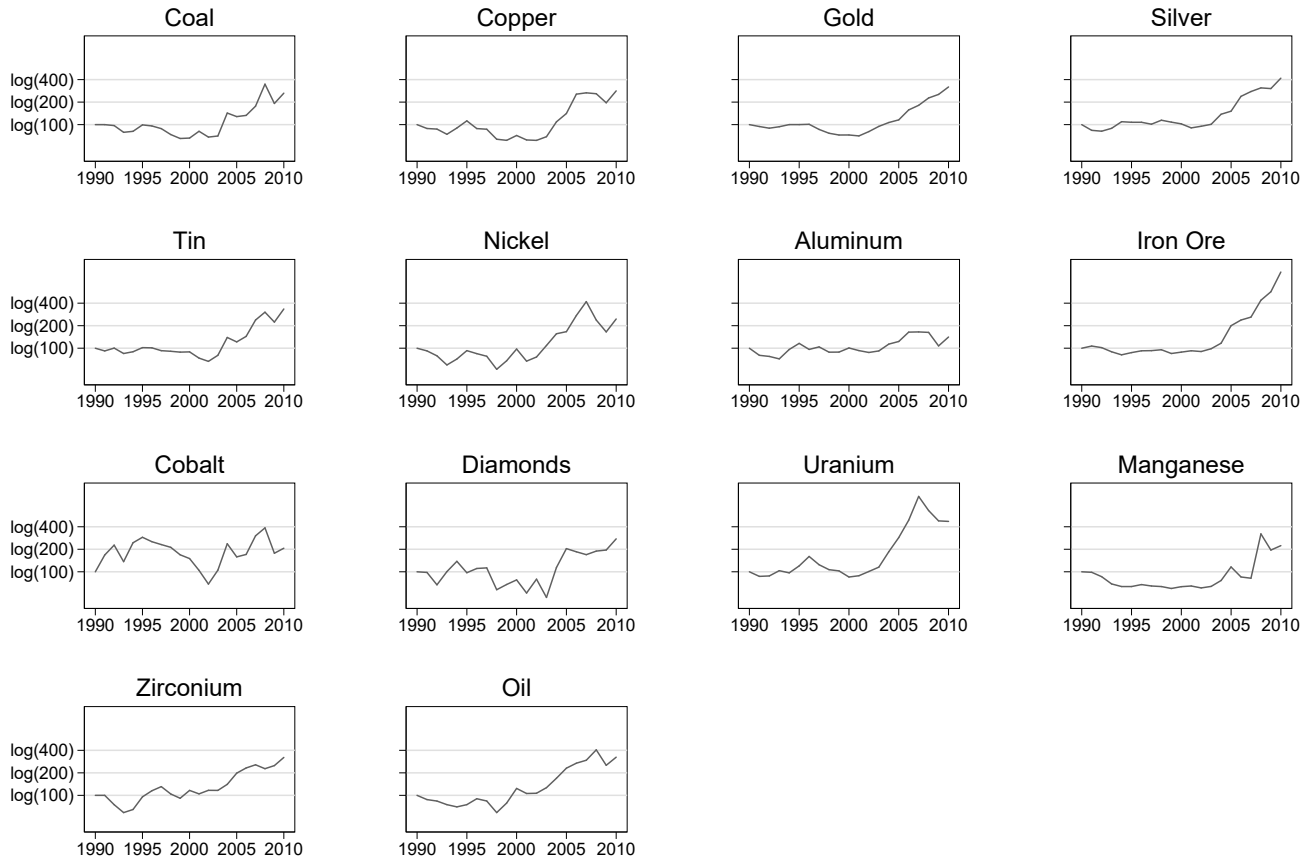 Coal Copper Gold Silver
log(400)
log(200)
log(100)
1990 1995 2000 2005 2010 1990 1995 2000 2005 2010 1990 1995 2000 2005 2010 1990 1995 2000 2005 2010
Tin Nickel Aluminum Iron Ore
log(400)
log(200)
log(100)
1990 1995 2000 2005 2010 1990 1995 2000 2005 2010 1990 1995 2000 2005 2010 1990 1995 2000 2005 2010
Cobalt Diamonds Uranium Manganese
log(400)
log(200)
log(100)
1990 1995 2000 2005 2010 1990 1995 2000 2005 2010 1990 1995 2000 2005 2010 1990 1995 2000 2005 2010
Zirconium Oil
log(400)
log(200)
log(100)
1990 1995 2000 2005 2010 1990 1995 2000 2005 2010